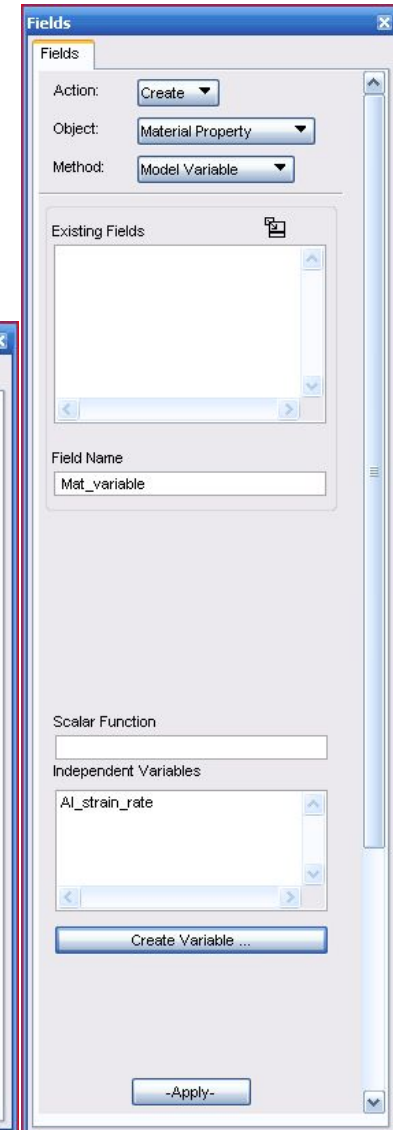 Fields
Fields
Action: Create
Object: Material Property
Method: Model Variable
Existing Fields
Field Name
Mat_variable
Scalar Function
Independent Variables
Al_strain_rate
Create Variable ...
-Apply-